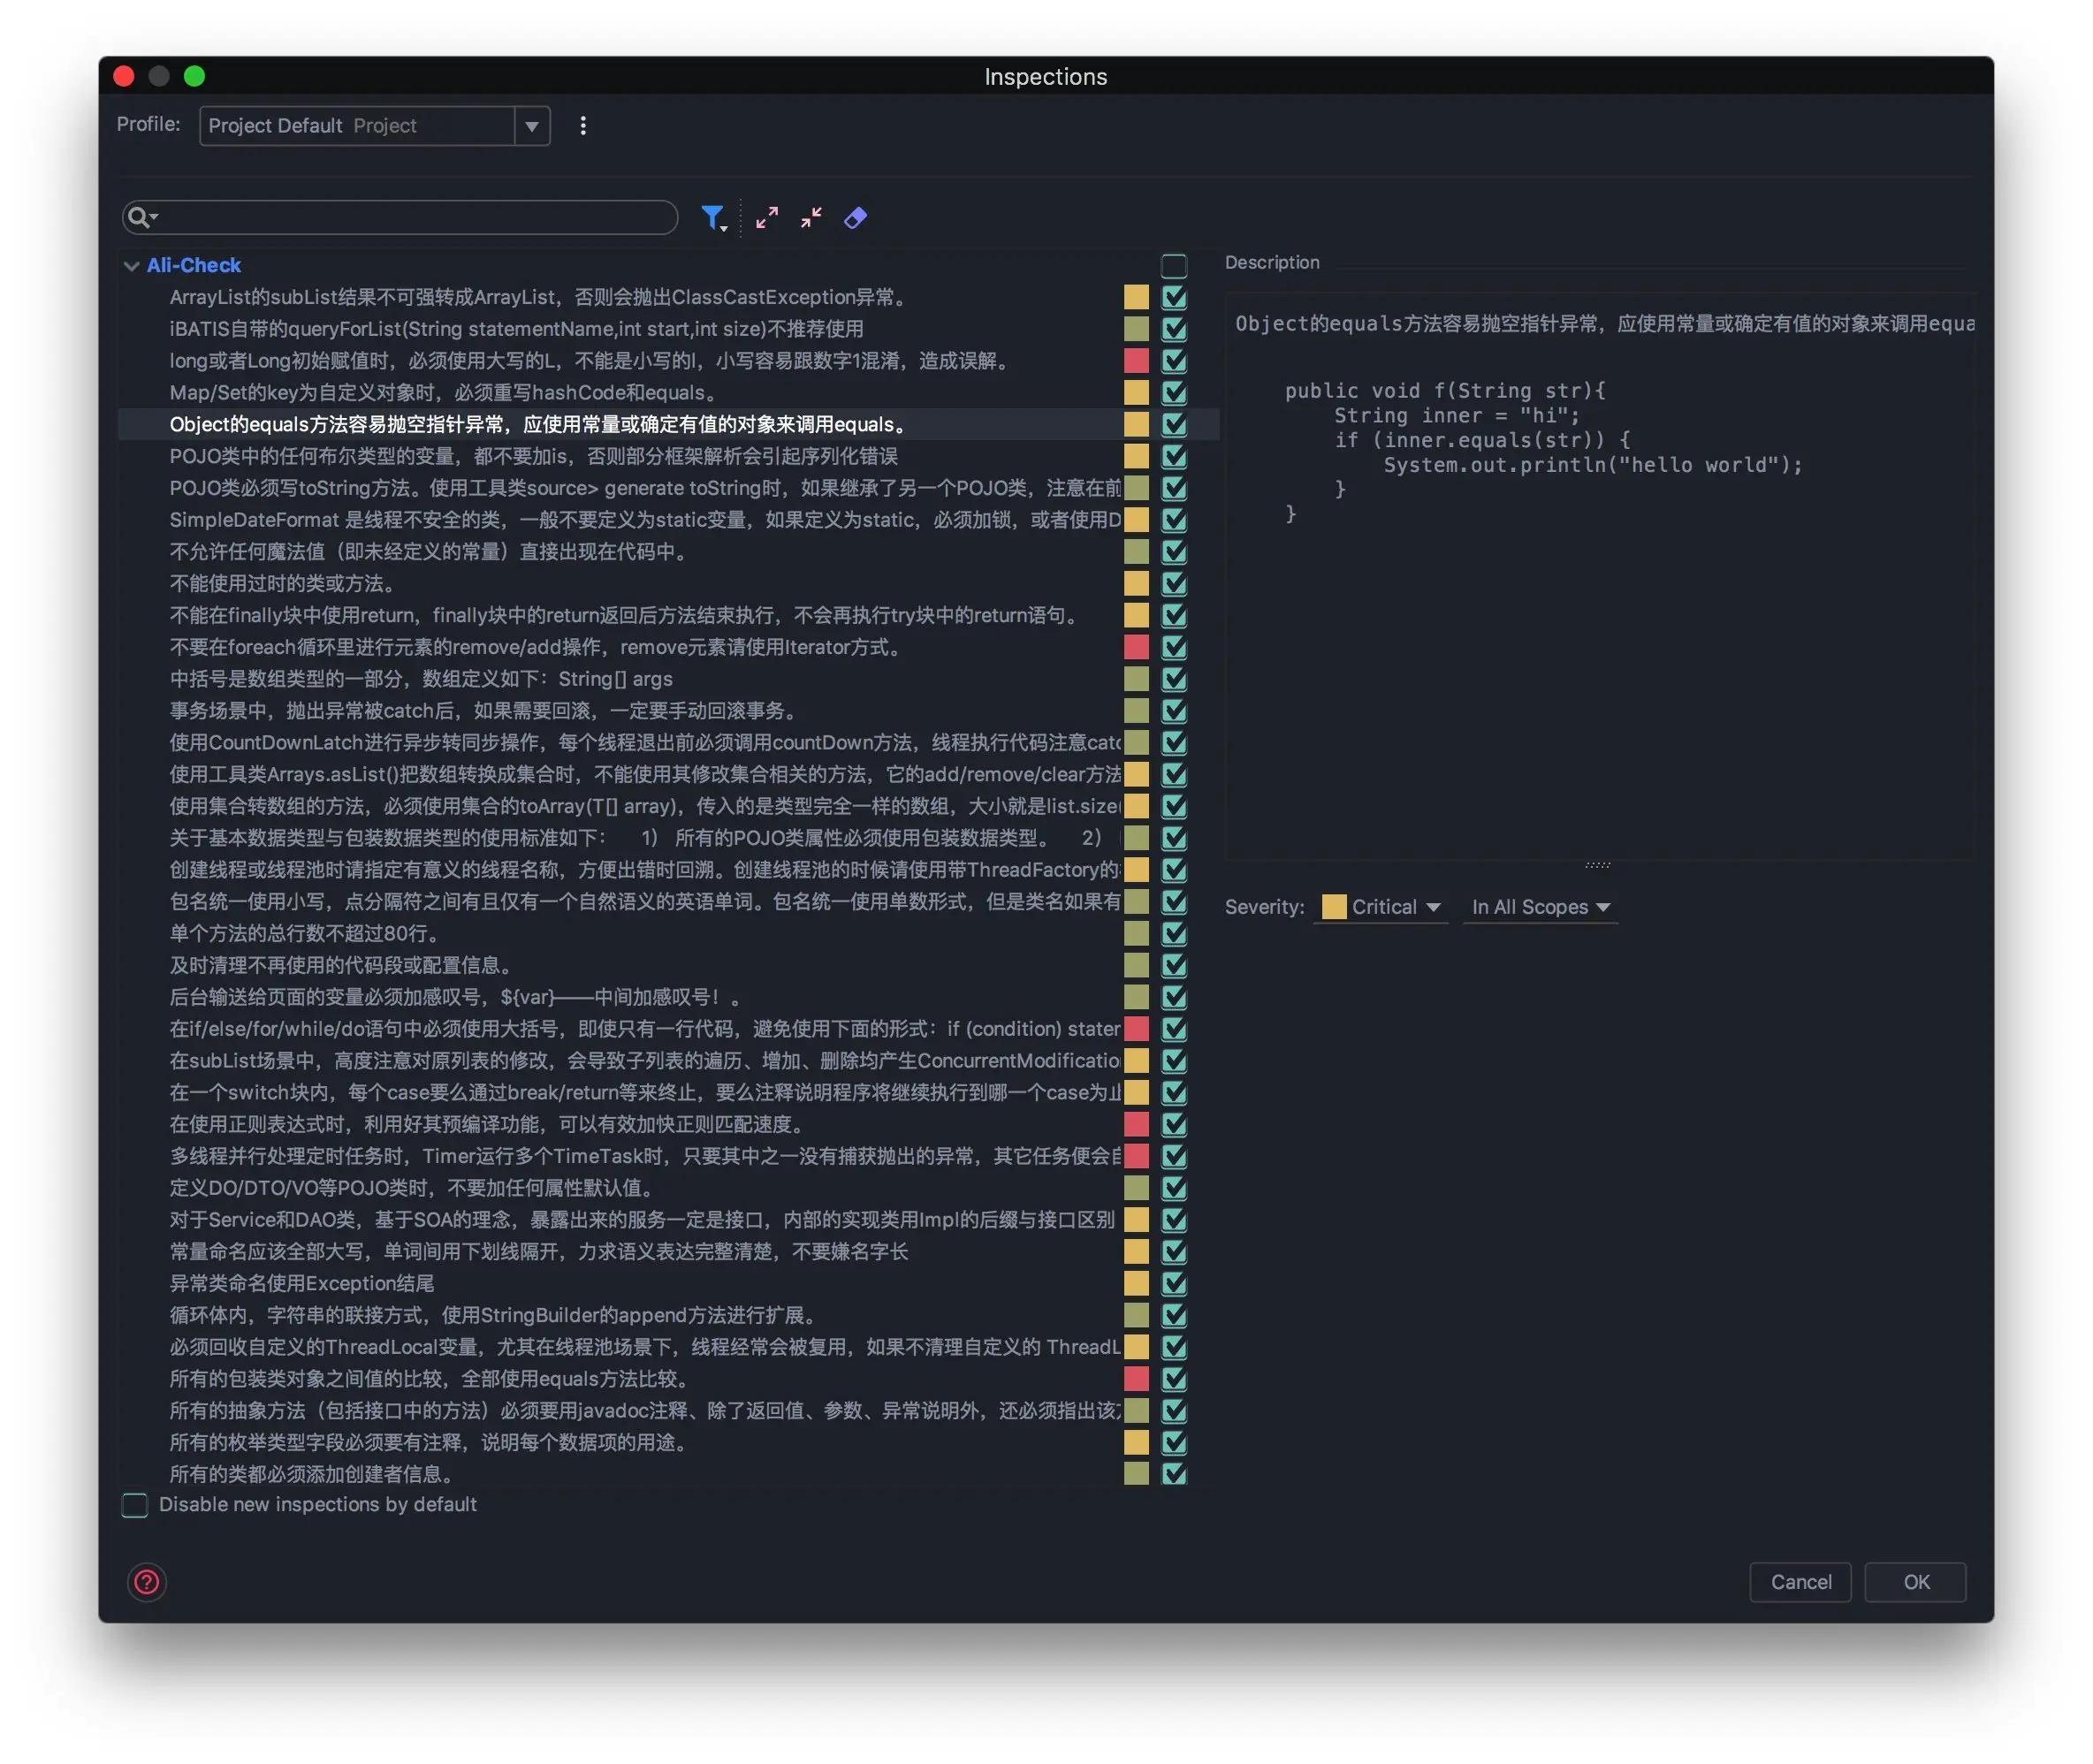 Inspections
Profile:
Project Default Project
Ali-Check
ArrayList的subList结果不可强转成ArrayList，否则会抛出ClassCastException异常。
iBATIS自带的queryForList(String statementName,int start,int size)不推荐使用
long或者Long初始赋值时，必须使用大写的L，不能是小写的l，小写容易跟数字1混淆，造成误解。
Map/Set的key为自定义对象时，必须重写hashCode和equals。
Object的equals方法容易抛空指针异常，应使用常量或确定有值的对象来调用equals。
POJO类中的任何布尔类型的变量，都不要加is，否则部分框架解析会引起序列化错误
POJO类必须写toString方法。使用工具类source> generate toString时，如果继承了另一个POJO类，注意在前
SimpleDateFormat 是线程不安全的类，一般不要定义为static变量，如果定义为static，必须加锁，或者使用D
不允许任何魔法值（即未经定义的常量）直接出现在代码中。
不能使用过时的类或方法。
不能在finally块中使用return，finally块中的return返回后方法结束执行，不会再执行try块中的return语句。
不要在foreach循环里进行元素的remove/add操作，remove元素请使用Iterator方式。
中括号是数组类型的一部分，数组定义如下：String[] args
事务场景中，抛出异常被catch后，如果需要回滚，一定要手动回滚事务。
使用CountDownLatch进行异步转同步操作，每个线程退出前必须调用countDown方法，线程执行代码注意catc
使用工具类Arrays.asList()把数组转换成集合时，不能使用其修改集合相关的方法，它的add/remove/clear方法
使用集合转数组的方法，必须使用集合的toArray(T[] array)，传入的是类型完全一样的数组，大小就是list.size(
关于基本数据类型与包装数据类型的使用标准如下： 1） 所有的POJO类属性必须使用包装数据类型。 2）
创建线程或线程池时请指定有意义的线程名称，方便出错时回溯。创建线程池的时候请使用带ThreadFactory的
包名统一使用小写，点分隔符之间有且仅有一个自然语义的英语单词。包名统一使用单数形式，但是类名如果有
单个方法的总行数不超过80行。
及时清理不再使用的代码段或配置信息。
后台输送给页面的变量必须加感叹号，${var}——中间加感叹号！。
在if/else/for/while/do语句中必须使用大括号，即使只有一行代码，避免使用下面的形式：if (condition) stater
在subList场景中，高度注意对原列表的修改，会导致子列表的遍历、增加、删除均产生ConcurrentModificatio
在一个switch块内，每个case要么通过break/return等来终止，要么注释说明程序将继续执行到哪一个case为止
在使用正则表达式时，利用好其预编译功能，可以有效加快正则匹配速度。
多线程并行处理定时任务时，Timer运行多个TimeTask时，只要其中之一没有捕获抛出的异常，其它任务便会自
定义DO/DTO/VO等POJO类时，不要加任何属性默认值。
对于Service和DAO类，基于SOA的理念，暴露出来的服务一定是接口，内部的实现类用Impl的后缀与接口区别
常量命名应该全部大写，单词间用下划线隔开，力求语义表达完整清楚，不要嫌名字长
异常类命名使用Exception结尾
循环体内，字符串的联接方式，使用StringBuilder的append方法进行扩展。
必须回收自定义的ThreadLocal变量，尤其在线程池场景下，线程经常会被复用，如果不清理自定义的 ThreadL
所有的包装类对象之间值的比较，全部使用equals方法比较。
所有的抽象方法（包括接口中的方法）必须要用javadoc注释、除了返回值、参数、异常说明外，还必须指出该
所有的枚举类型字段必须要有注释，说明每个数据项的用途。
所有的类都必须添加创建者信息。
Disable new inspections by default
Description
Object的equals方法容易抛空指针异常，应使用常量或确定有值的对象来调用equa
public void f(String str){
String inner = "hi";
if (inner.equals(str)) {
System.out.println("hello world");
}
}
Severity: Critical In All Scopes
?
Cancel OK